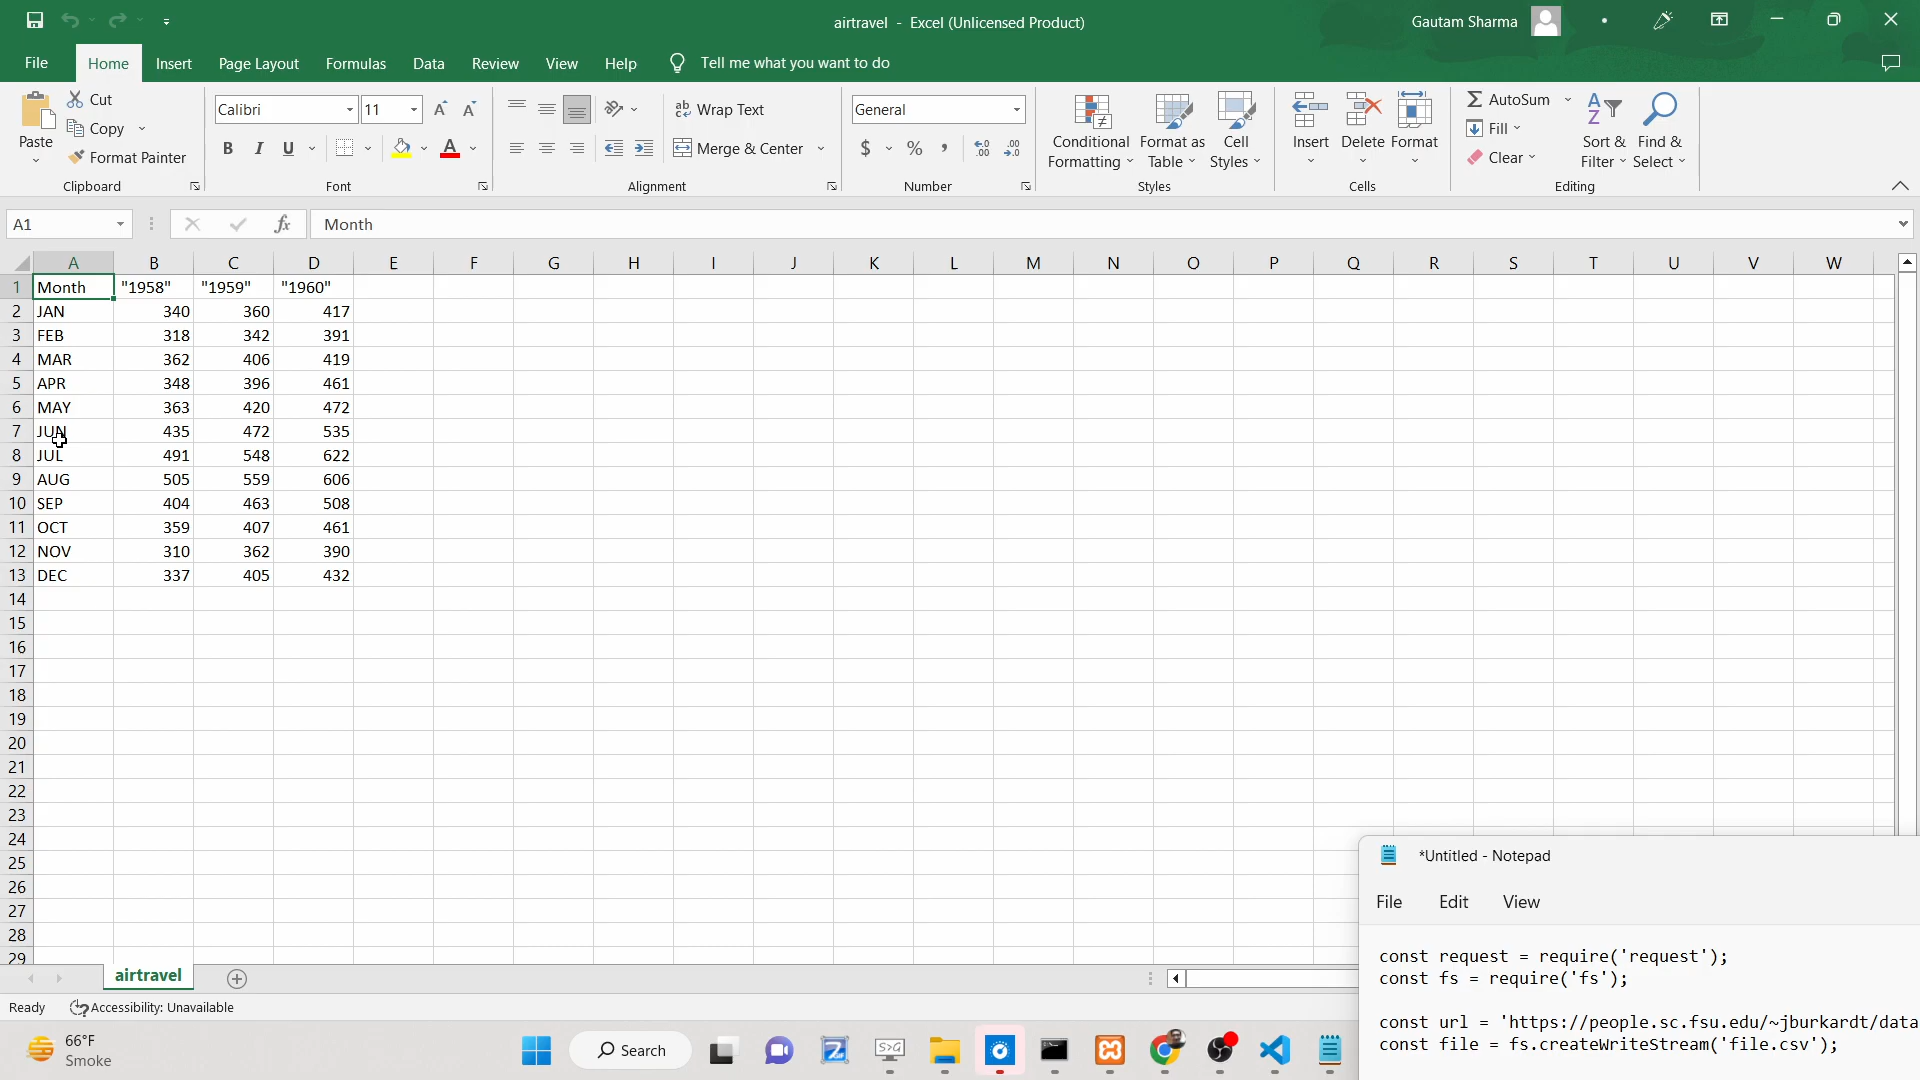 airtravel - Excel (Unlicensed Product)
Gautam Sharma
File Home Insert Page Layout Formulas Data Review View Help Tell me what you want to do
Paste
Cut
Copy
Format Painter
Clipboard
Calibri 11
B I U
Font
Wrap Text
Merge & Center
Alignment
General
$ % ,
Number
Conditional Formatting
Format as Table
Cell Styles
Styles
Insert Delete Format
Cells
AutoSum
Fill
Clear
Sort & Filter
Find & Select
Editing
A1 fx Month
A B C D E F G H I J K L M N O P Q R S T U V W
1 Month "1958" "1959" "1960"
2 JAN 340 360 417
3 FEB 318 342 391
4 MAR 362 406 419
5 APR 348 396 461
6 MAY 363 420 472
7 JUN 435 472 535
8 JUL 491 548 622
9 AUG 505 559 606
10 SEP 404 463 508
11 OCT 359 407 461
12 NOV 310 362 390
13 DEC 337 405 432
14
15
16
17
18
19
20
21
22
23
24
25
26
27
28
29
airtravel
Ready Accessibility: Unavailable
*Untitled - Notepad
File Edit View
const request = require('request');
const fs = require('fs');
const url = 'https://people.sc.fsu.edu/~jburkardt/data
const file = fs.createWriteStream('file.csv');
66°F
Smoke
Search